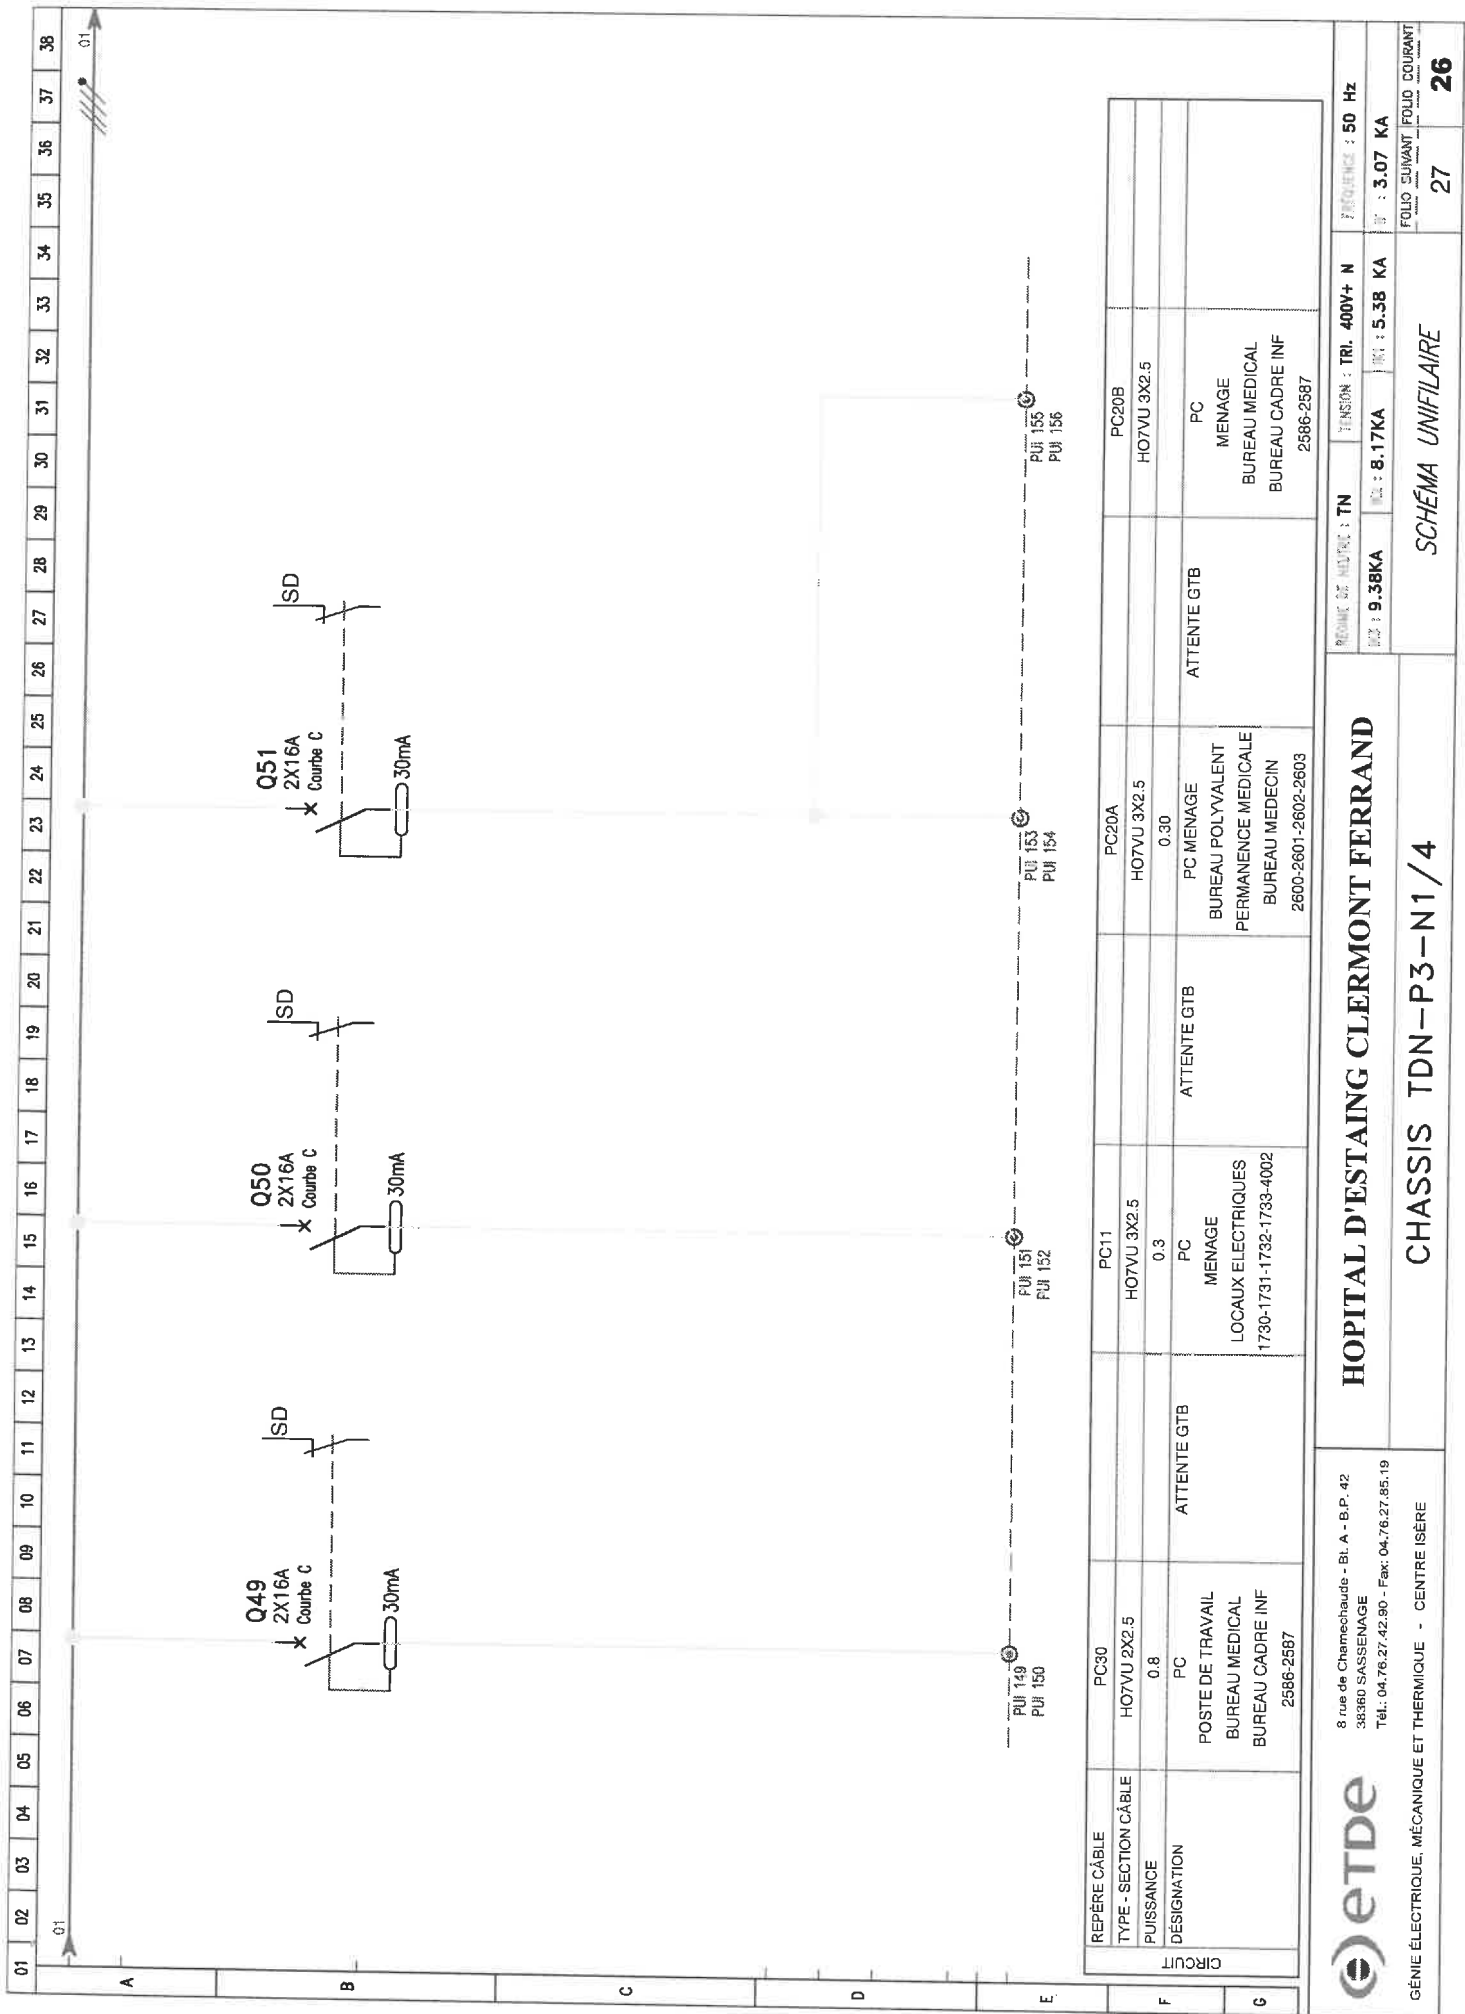 01 02 03 04 05 06 07 08 09 10 11 12 13 14 15 16 17 18 19 20 21 22 23 24 25 26 27 28 29 30 31 32 33 34 35 36 37 38
01
01
A
B
C
D
E
F
G
Q49
2X16A
Courbe C
30mA
SD
Q50
2X16A
Courbe C
30mA
SD
Q51
2X16A
Courbe C
30mA
SD
PUI 149
PUI 150
PUI 151
PUI 152
PUI 153
PUI 154
PUI 155
PUI 156
CIRCUIT
REPÈRE CÂBLE PC30 PC11 PC20A PC20B
TYPE - SECTION CÂBLE HO7VU 2X2.5 HO7VU 3X2.5 HO7VU 3X2.5 HO7VU 3X2.5
PUISSANCE 0.8 0.3 0.30
DÉSIGNATION
PC
POSTE DE TRAVAIL
BUREAU MEDICAL
BUREAU CADRE INF
2586-2587
ATTENTE GTB
PC
MENAGE
LOCAUX ELECTRIQUES
1730-1731-1732-1733-4002
ATTENTE GTB
PC MENAGE
BUREAU POLYVALENT
PERMANENCE MEDICALE
BUREAU MEDECIN
2600-2601-2602-2603
ATTENTE GTB
PC
MENAGE
BUREAU MEDICAL
BUREAU CADRE INF
2586-2587
eTDe
8 rue de Chamechaude - Bt. A - B.P. 42
38360 SASSENAGE
Tél.: 04.76.27.42.90 - Fax: 04.76.27.85.19
GÉNIE ÉLECTRIQUE, MÉCANIQUE ET THERMIQUE - CENTRE ISÈRE
HOPITAL D'ESTAING CLERMONT FERRAND
CHASSIS TDN-P3-N1/4
REGIME DE NEUTRE : TN TENSION : TRI. 400V+ N FREQUENCE : 50 Hz
: 9.38KA : 8.17KA : 5.38 KA : 3.07 KA
SCHÉMA UNIFILAIRE
FOLIO SUIVANT FOLIO COURANT
27 26